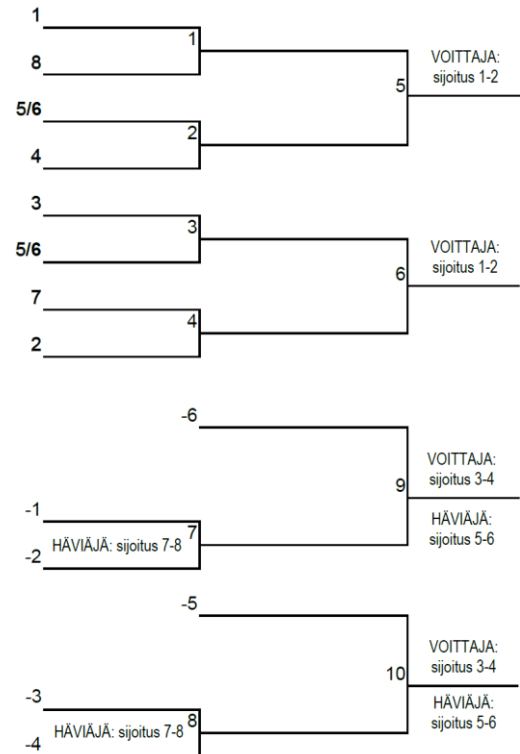 1
1
8
VOITTAJA:
sijoitus 1-2
5
5/6
2
4
3
3
5/6
VOITTAJA:
sijoitus 1-2
6
7
4
2
-6
VOITTAJA:
sijoitus 3-4
9
HÄVIÄJÄ:
sijoitus 5-6
-1
HÄVIÄJÄ: sijoitus 7-8
7
-2
-5
VOITTAJA:
sijoitus 3-4
10
HÄVIÄJÄ:
sijoitus 5-6
-3
HÄVIÄJÄ: sijoitus 7-8
8
-4